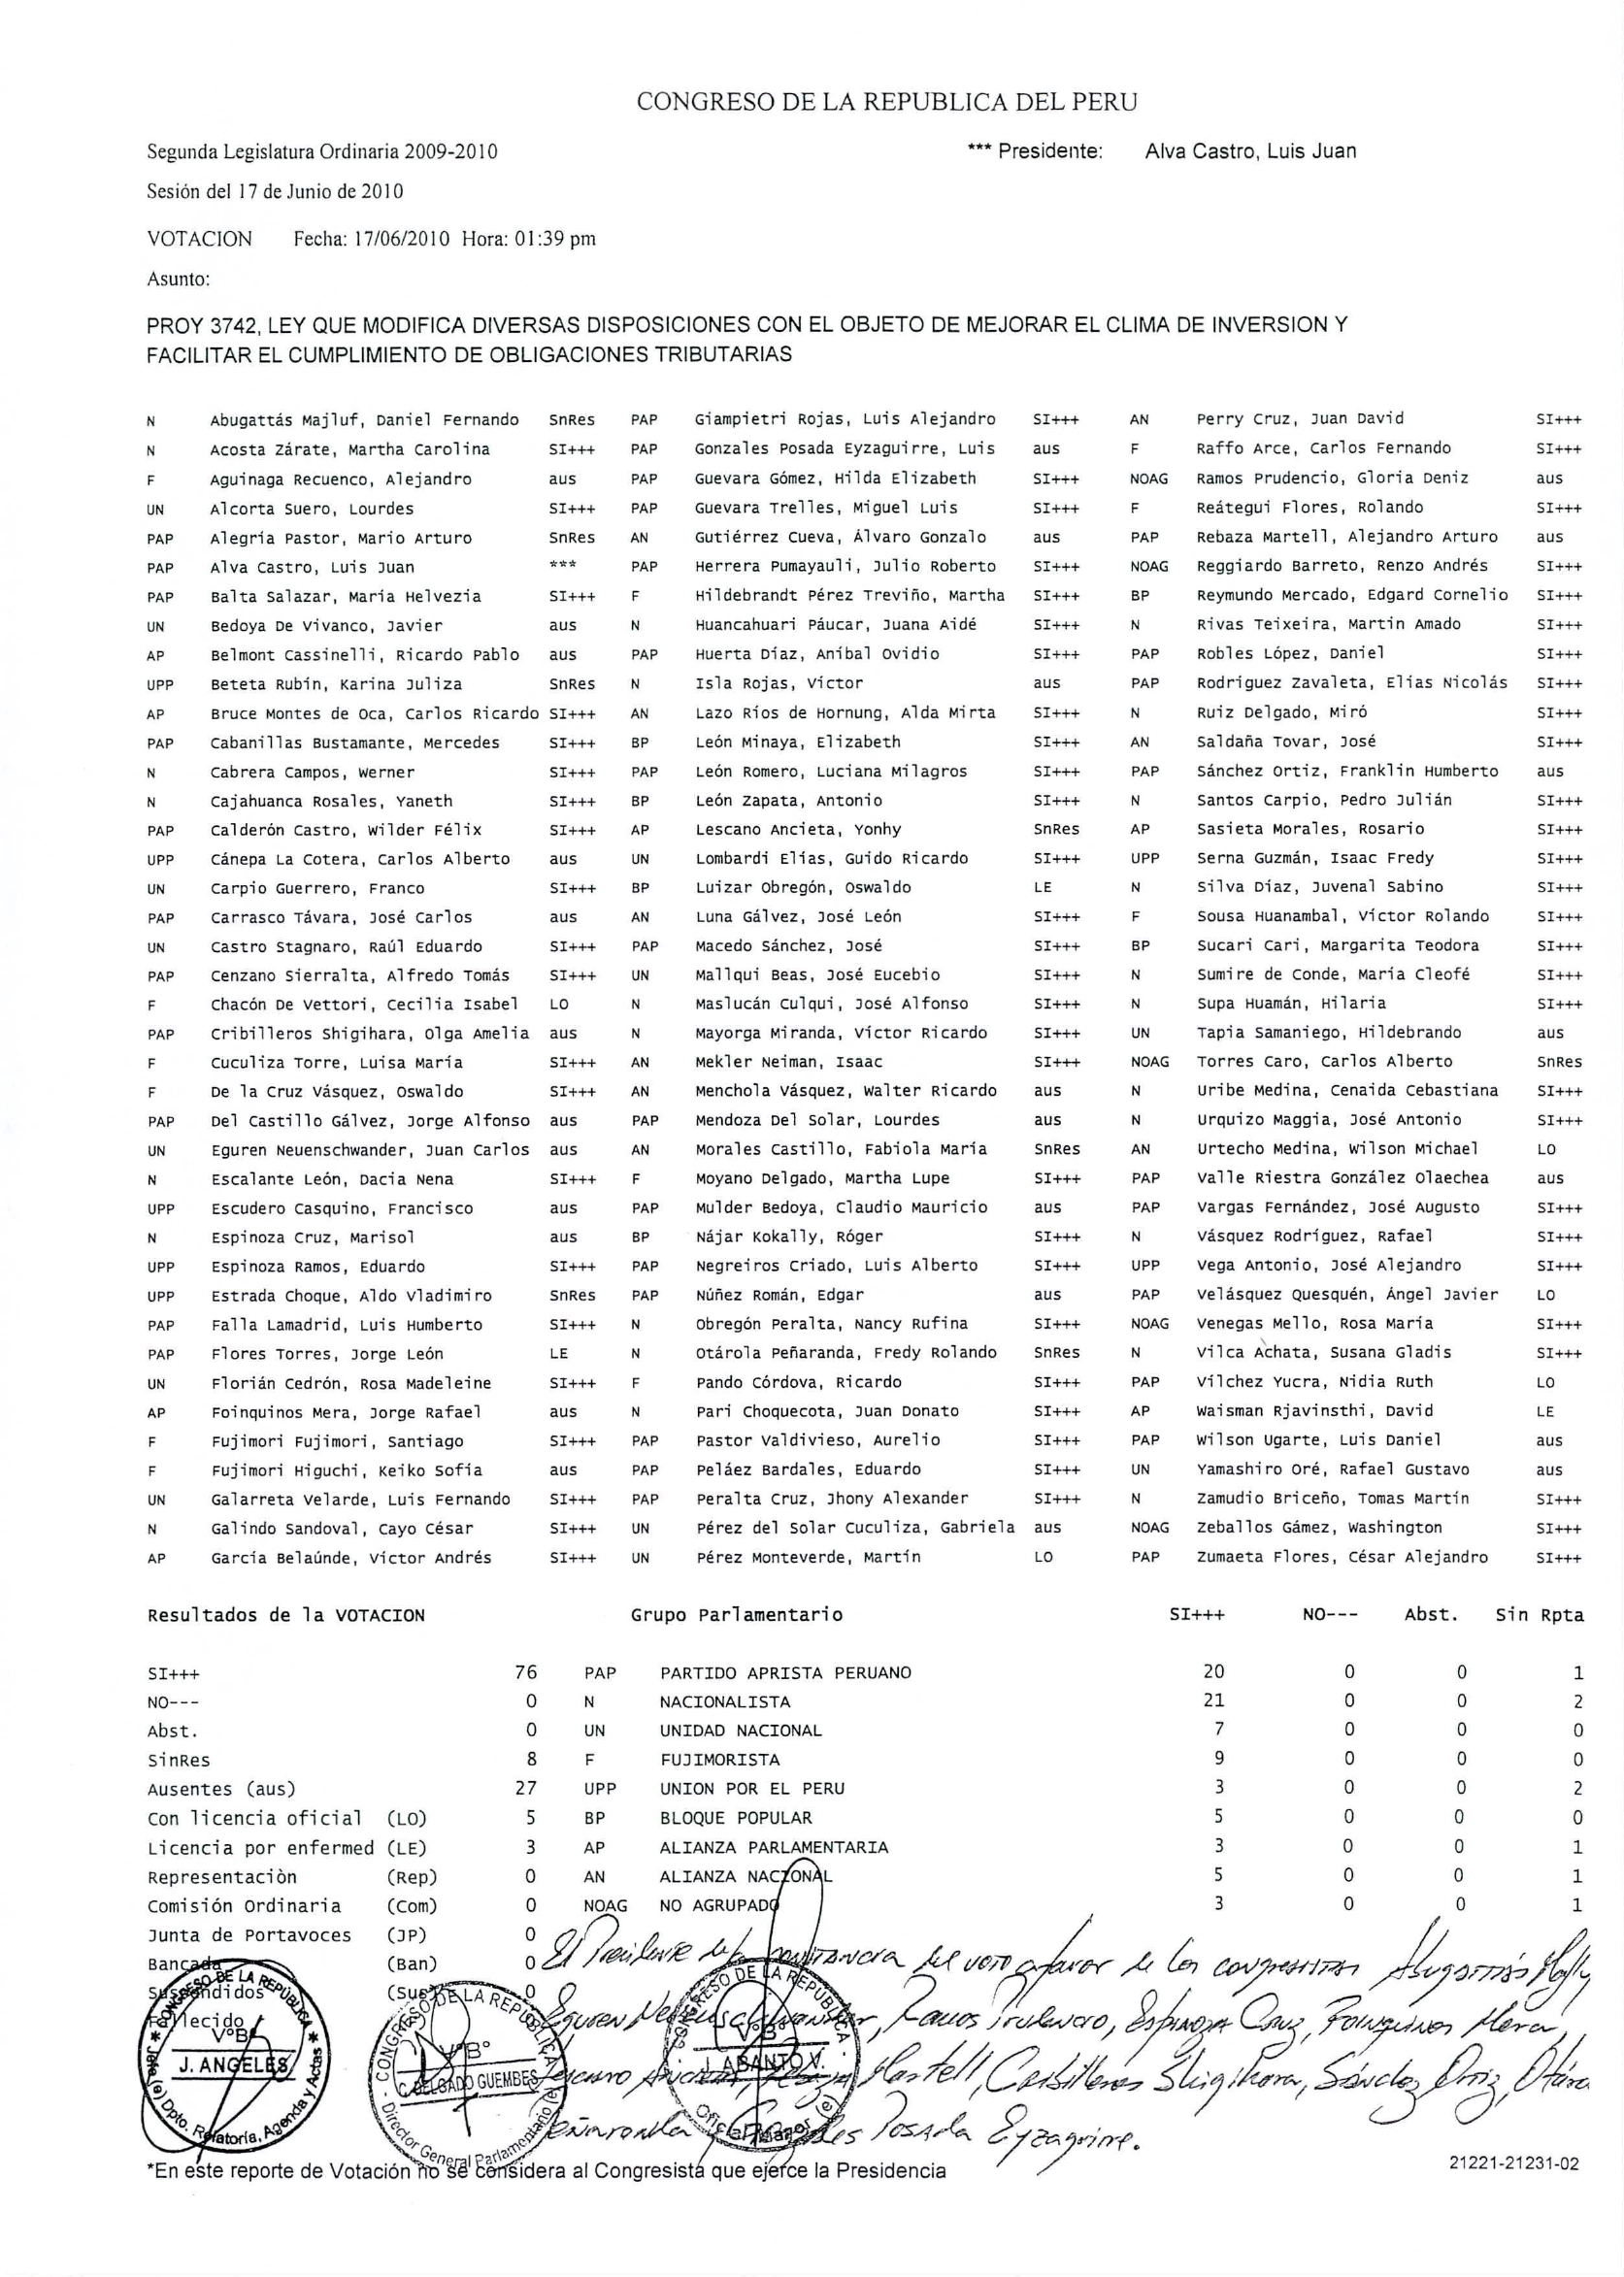 CONGRESO DE LA REPUBLICA DEL PERU
Segunda Legislatura Ordinaria 2009-2010 *** Presidente: Alva Castro, Luis Juan
Sesión del 17 de Junio de 2010
VOTACION Fecha: 17/06/2010 Hora: 01:39 pm
Asunto:
PROY 3742, LEY QUE MODIFICA DIVERSAS DISPOSICIONES CON EL OBJETO DE MEJORAR EL CLIMA DE INVERSION Y
FACILITAR EL CUMPLIMIENTO DE OBLIGACIONES TRIBUTARIAS
N Abugattás Majluf, Daniel Fernando SnRes PAP Giampietri Rojas, Luis Alejandro SI+++ AN Perry Cruz, Juan David SI+++
N Acosta Zárate, Martha Carolina SI+++ PAP Gonzales Posada Eyzaguirre, Luis aus F Raffo Arce, Carlos Fernando SI+++
F Aguinaga Recuenco, Alejandro aus PAP Guevara Gómez, Hilda Elizabeth SI+++ NOAG Ramos Prudencio, Gloria Deniz aus
UN Alcorta Suero, Lourdes SI+++ PAP Guevara Trelles, Miguel Luis SI+++ F Reátegui Flores, Rolando SI+++
PAP Alegría Pastor, Mario Arturo SnRes AN Gutiérrez Cueva, Álvaro Gonzalo aus PAP Rebaza Martell, Alejandro Arturo aus
PAP Alva Castro, Luis Juan *** PAP Herrera Pumayauli, Julio Roberto SI+++ NOAG Reggiardo Barreto, Renzo Andrés SI+++
PAP Balta Salazar, María Helvezia SI+++ F Hildebrandt Pérez Treviño, Martha SI+++ BP Reymundo Mercado, Edgard Cornelio SI+++
UN Bedoya De Vivanco, Javier aus N Huancahuari Páucar, Juana Aidé SI+++ N Rivas Teixeira, Martin Amado SI+++
AP Belmont Cassinelli, Ricardo Pablo aus PAP Huerta Díaz, Aníbal Ovidio SI+++ PAP Robles López, Daniel SI+++
UPP Beteta Rubín, Karina Juliza SnRes N Isla Rojas, Víctor aus PAP Rodriguez Zavaleta, Elías Nicolás SI+++
AP Bruce Montes de Oca, Carlos Ricardo SI+++ AN Lazo Ríos de Hornung, Alda Mirta SI+++ N Ruiz Delgado, Miró SI+++
PAP Cabanillas Bustamante, Mercedes SI+++ BP León Minaya, Elizabeth SI+++ AN Saldaña Tovar, José SI+++
N Cabrera Campos, Werner SI+++ PAP León Romero, Luciana Milagros SI+++ PAP Sánchez Ortiz, Franklin Humberto aus
N Cajahuanca Rosales, Yaneth SI+++ BP León Zapata, Antonio SI+++ N Santos Carpio, Pedro Julián SI+++
PAP Calderón Castro, Wilder Félix SI+++ AP Lescano Ancieta, Yonhy SnRes AP Sasieta Morales, Rosario SI+++
UPP Cánepa La Cotera, Carlos Alberto aus UN Lombardi Elías, Guido Ricardo SI+++ UPP Serna Guzmán, Isaac Fredy SI+++
UN Carpio Guerrero, Franco SI+++ BP Luizar Obregón, Oswaldo LE N Silva Díaz, Juvenal Sabino SI+++
PAP Carrasco Távara, José Carlos aus AN Luna Gálvez, José León SI+++ F Sousa Huanambal, Víctor Rolando SI+++
UN Castro Stagnaro, Raúl Eduardo SI+++ PAP Macedo Sánchez, José SI+++ BP Sucari Cari, Margarita Teodora SI+++
PAP Cenzano Sierralta, Alfredo Tomás SI+++ UN Mallqui Beas, José Eucebio SI+++ N Sumire de Conde, María Cleofé SI+++
F Chacón De Vettori, Cecilia Isabel LO N Maslucán Culqui, José Alfonso SI+++ N Supa Huamán, Hilaria SI+++
PAP Cribilleros Shigihara, Olga Amelia aus N Mayorga Miranda, Víctor Ricardo SI+++ UN Tapia Samaniego, Hildebrando aus
F Cuculiza Torre, Luisa María SI+++ AN Mekler Neiman, Isaac SI+++ NOAG Torres Caro, Carlos Alberto SnRes
F De la Cruz Vásquez, Oswaldo SI+++ AN Menchola Vásquez, Walter Ricardo aus N Uribe Medina, Cenaida Cebastiana SI+++
PAP Del Castillo Gálvez, Jorge Alfonso aus PAP Mendoza Del Solar, Lourdes aus N Urquizo Maggia, José Antonio SI+++
UN Eguren Neuenschwander, Juan Carlos aus AN Morales Castillo, Fabiola María SnRes AN Urtecho Medina, Wilson Michael LO
N Escalante León, Dacia Nena SI+++ F Moyano Delgado, Martha Lupe SI+++ PAP Valle Riestra González Olaechea aus
UPP Escudero Casquino, Francisco aus PAP Mulder Bedoya, Claudio Mauricio aus PAP Vargas Fernández, José Augusto SI+++
N Espinoza Cruz, Marisol aus BP Nájar Kokally, Róger SI+++ N Vásquez Rodríguez, Rafael SI+++
UPP Espinoza Ramos, Eduardo SI+++ PAP Negreiros Criado, Luis Alberto SI+++ UPP Vega Antonio, José Alejandro SI+++
UPP Estrada Choque, Aldo Vladimiro SnRes PAP Núñez Román, Edgar aus PAP Velásquez Quesquén, Ángel Javier LO
PAP Falla Lamadrid, Luis Humberto SI+++ N Obregón Peralta, Nancy Rufina SI+++ NOAG Venegas Mello, Rosa María SI+++
PAP Flores Torres, Jorge León LE N Otárola Peñaranda, Fredy Rolando SnRes N Vilca Achata, Susana Gladis SI+++
UN Florián Cedrón, Rosa Madeleine SI+++ F Pando Córdova, Ricardo SI+++ PAP Vílchez Yucra, Nidia Ruth LO
AP Foinquinos Mera, Jorge Rafael aus N Pari Choquecota, Juan Donato SI+++ AP Waisman Rjavinsthi, David LE
F Fujimori Fujimori, Santiago SI+++ PAP Pastor Valdivieso, Aurelio SI+++ PAP Wilson Ugarte, Luis Daniel aus
F Fujimori Higuchi, Keiko Sofía aus PAP Peláez Bardales, Eduardo SI+++ UN Yamashiro Oré, Rafael Gustavo aus
UN Galarreta Velarde, Luis Fernando SI+++ PAP Peralta Cruz, Jhony Alexander SI+++ N Zamudio Briceño, Tomas Martín SI+++
N Galindo Sandoval, Cayo César SI+++ UN Pérez del Solar Cuculiza, Gabriela aus NOAG Zeballos Gámez, Washington SI+++
AP García Belaúnde, Víctor Andrés SI+++ UN Pérez Monteverde, Martín LO PAP Zumaeta Flores, César Alejandro SI+++
Resultados de la VOTACION Grupo Parlamentario SI+++ NO--- Abst. Sin Rpta
SI+++ 76 PAP PARTIDO APRISTA PERUANO 20 0 0 1
NO--- 0 N NACIONALISTA 21 0 0 2
Abst. 0 UN UNIDAD NACIONAL 7 0 0 0
SinRes 8 F FUJIMORISTA 9 0 0 0
Ausentes (aus) 27 UPP UNION POR EL PERU 3 0 0 2
Con licencia oficial (LO) 5 BP BLOQUE POPULAR 5 0 0 0
Licencia por enfermed (LE) 3 AP ALIANZA PARLAMENTARIA 3 0 0 1
Representaciòn (Rep) 0 AN ALIANZA NACIONAL 5 0 0 1
Comisión Ordinaria (Com) 0 NOAG NO AGRUPADO 3 0 0 1
Junta de Portavoces (JP) 0
Bancada (Ban) 0
El Presidente deja constancia del voto a favor de los congresistas Abugattás
Suspendidos (Sus) 0
Eguren Neuenschwander, Ramos Prudencio, Espinoza Cruz, Foinquinos Mera,
Fallecido
Lescano Ancieta, Rebaza Martell, Cribilleros Shigihara, Sánchez Ortiz, Otárola
Peñaranda y Gonzales Posada Eyzaguirre.
CONGRESO DE LA REPÚBLICA
V°B°
J. ANGELES
Jefe (e) Dpto. Relatoría, Agenda y Actas
CONGRESO DE LA REPUBLICA
V°B°
C. DELGADO GUEMBES
Director General Parlamentario (e)
CONGRESO DE LA REPÚBLICA
V°B°
J. ABANTO V.
Oficial Mayor (e)
*En este reporte de Votación no se considera al Congresista que ejerce la Presidencia 21221-21231-02